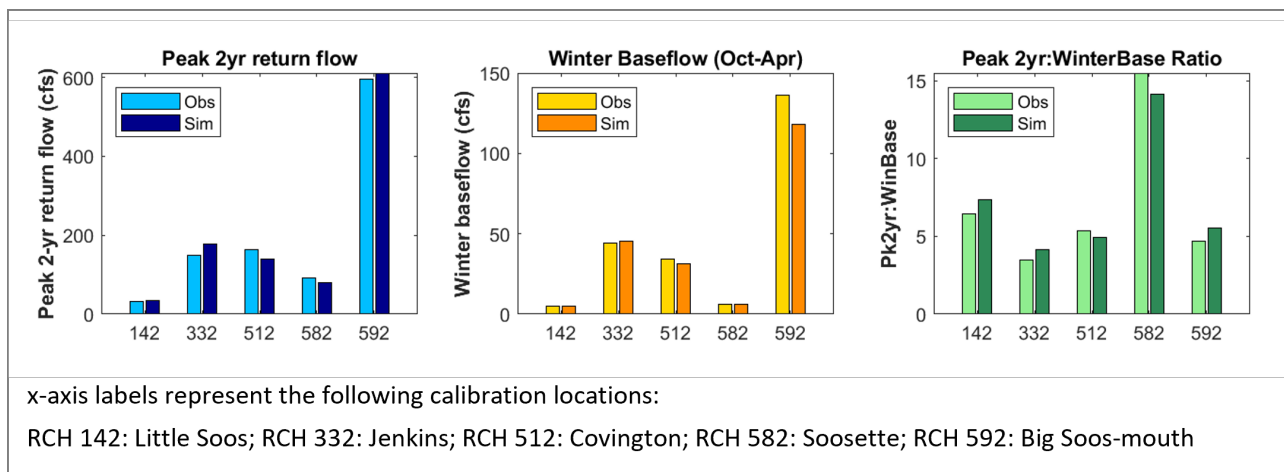 Peak 2yr return flow
Peak 2-yr return flow (cfs)
600
400
200
0
Obs
Sim
142 332 512 582 592
Winter Baseflow (Oct-Apr)
Winter baseflow (cfs)
150
100
50
0
Obs
Sim
142 332 512 582 592
Peak 2yr:WinterBase Ratio
Pk2yr:WinBase
15
10
5
0
Obs
Sim
142 332 512 582 592
x-axis labels represent the following calibration locations:
RCH 142: Little Soos; RCH 332: Jenkins; RCH 512: Covington; RCH 582: Soosette; RCH 592: Big Soos-mouth